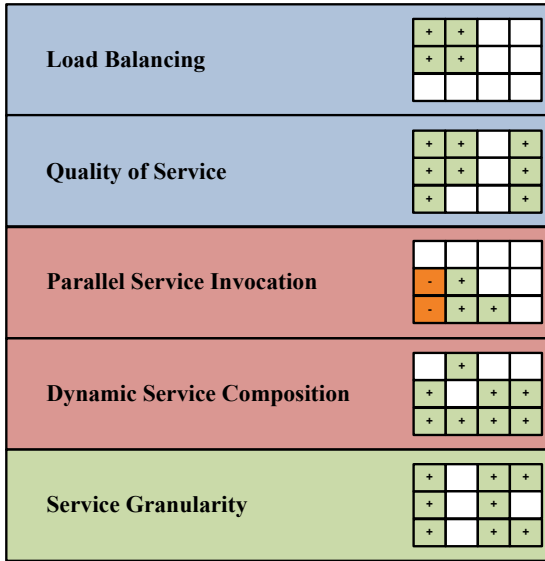 + +
Load Balancing
+ +
+ + +
Quality of Service
+ + +
+ +
Parallel Service Invocation
- +
- + +
+
Dynamic Service Composition
+ + +
+ + + +
+ + +
Service Granularity
+ +
+ + +